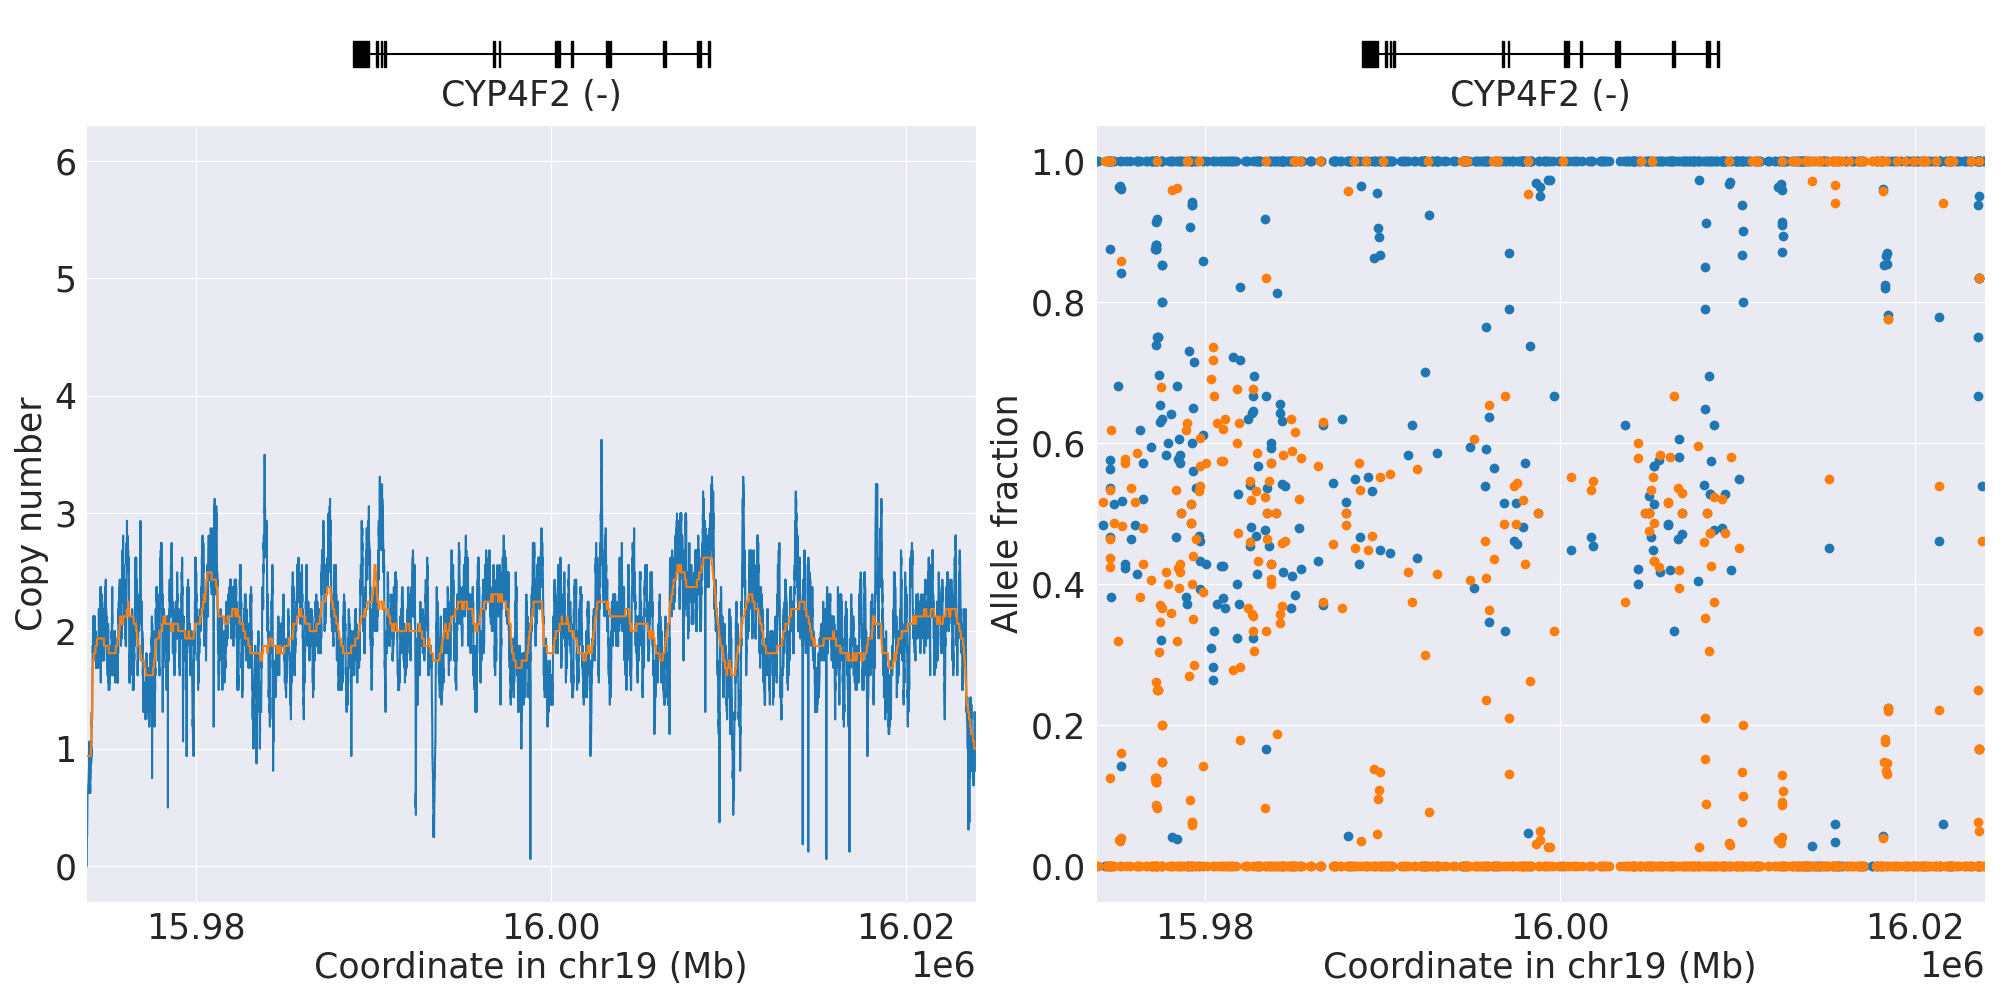 CYP4F2 (-)
Copy number
6
5
4
3
2
1
0
15.98
16.00
16.02
Coordinate in chr19 (Mb)
1e6
CYP4F2 (-)
Allele fraction
1.0
0.8
0.6
0.4
0.2
0.0
15.98
16.00
16.02
Coordinate in chr19 (Mb)
1e6